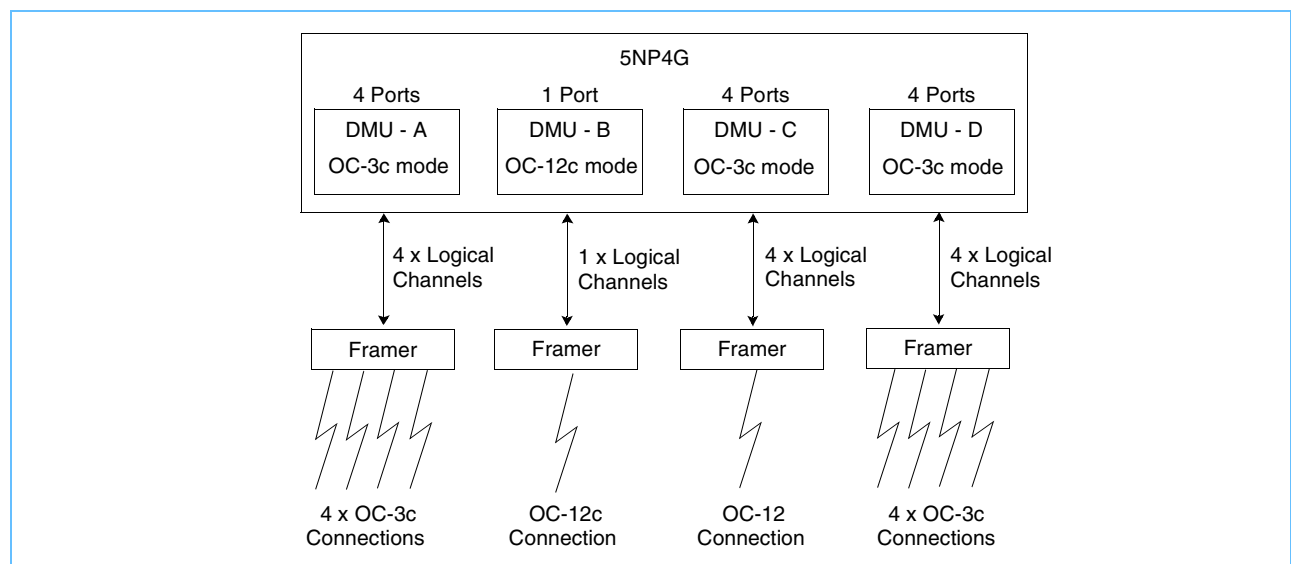 5NP4G
4 Ports
1 Port
4 Ports
4 Ports
DMU - A
OC-3c mode
DMU - B
OC-12c mode
DMU - C
OC-3c mode
DMU - D
OC-3c mode
4 x Logical
Channels
1 x Logical
Channels
4 x Logical
Channels
4 x Logical
Channels
Framer
Framer
Framer
Framer
4 x OC-3c
Connections
OC-12c
Connection
OC-12
Connection
4 x OC-3c
Connections